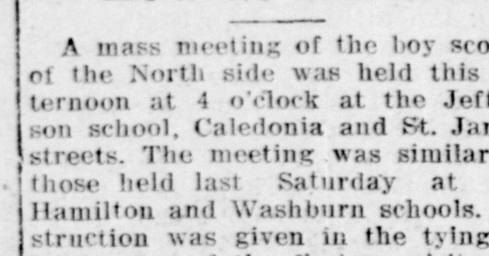 A mass meeting of the boy sco
of the North side was held this
ternoon at 4 o'clock at the Jeff
son school, Caledonia and St. Jam
streets. The meeting was similar
those held last Saturday at
Hamilton and Washburn schools.
struction was given in the tying